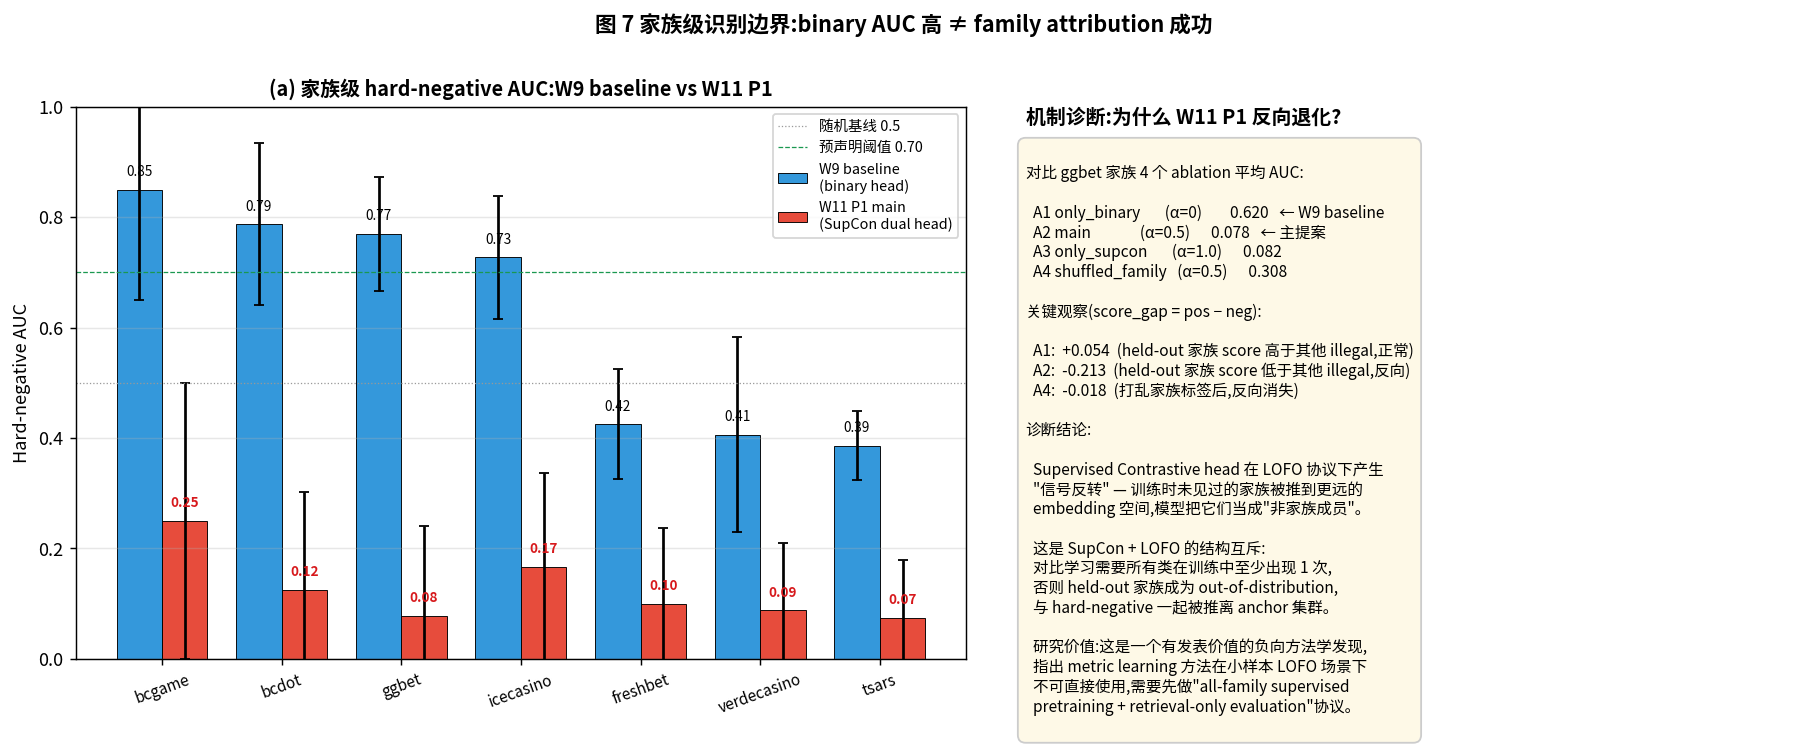 图 7 家族级识别边界:binary AUC 高 ≠ family attribution 成功
(a) 家族级 hard-negative AUC:W9 baseline vs W11 P1
Hard-negative AUC
1.0
0.8
0.6
0.4
0.2
0.0
随机基线 0.5
预声明阈值 0.70
W9 baseline
(binary head)
W11 P1 main
(SupCon dual head)
0.85
0.79
0.77
0.73
0.42
0.41
0.39
0.25
0.12
0.08
0.17
0.10
0.09
0.07
bcgame
bcdot
ggbet
icecasino
freshbet
verdecasino
tsars
机制诊断:为什么 W11 P1 反向退化?
对比 ggbet 家族 4 个 ablation 平均 AUC:
A1 only_binary (α=0) 0.620 ← W9 baseline
A2 main (α=0.5) 0.078 ← 主提案
A3 only_supcon (α=1.0) 0.082
A4 shuffled_family (α=0.5) 0.308
关键观察(score_gap = pos − neg):
A1: +0.054 (held-out 家族 score 高于其他 illegal,正常)
A2: -0.213 (held-out 家族 score 低于其他 illegal,反向)
A4: -0.018 (打乱家族标签后,反向消失)
诊断结论:
Supervised Contrastive head 在 LOFO 协议下产生
"信号反转" — 训练时未见过的家族被推到更远的
embedding 空间,模型把它们当成"非家族成员"。
这是 SupCon + LOFO 的结构互斥:
对比学习需要所有类在训练中至少出现 1 次,
否则 held-out 家族成为 out-of-distribution,
与 hard-negative 一起被推离 anchor 集群。
研究价值:这是一个有发表价值的负向方法学发现,
指出 metric learning 方法在小样本 LOFO 场景下
不可直接使用,需要先做"all-family supervised
pretraining + retrieval-only evaluation"协议。